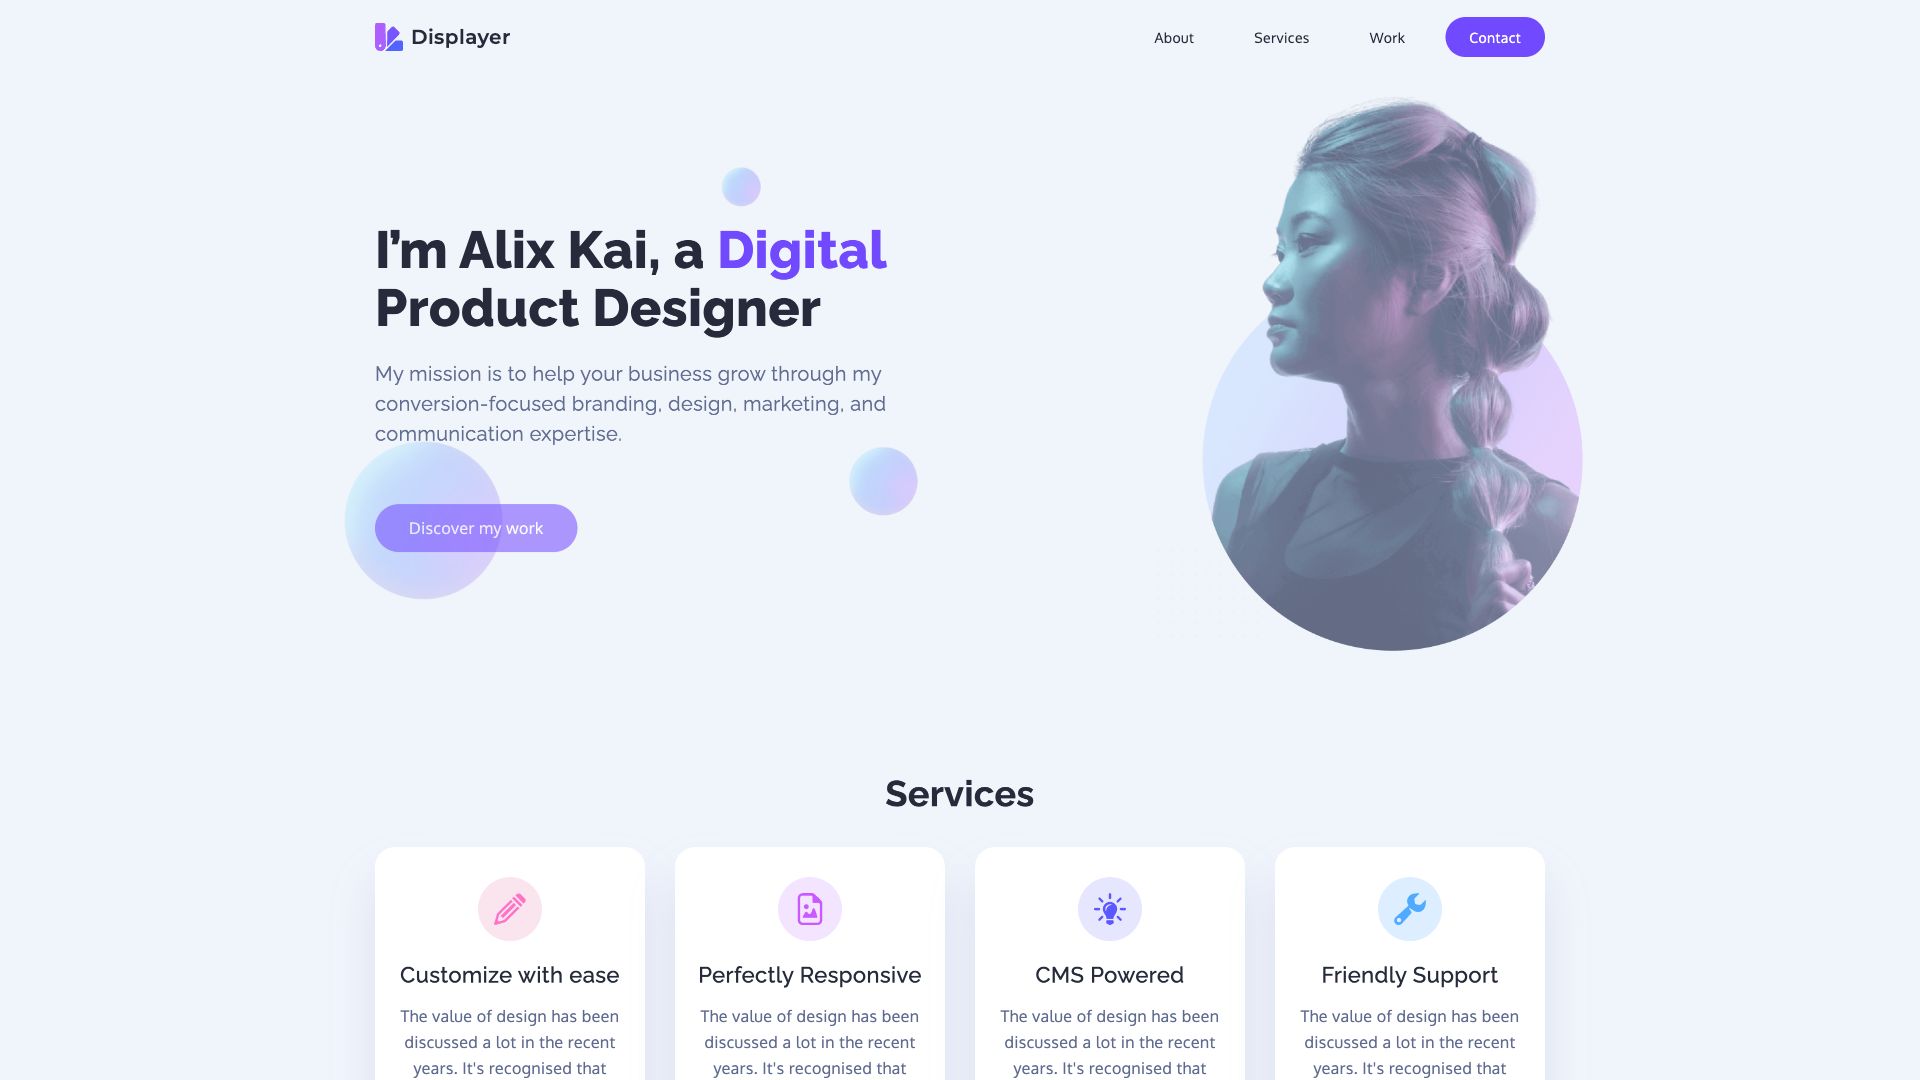 Displayer
About
Services
Work
Contact
I’m Alix Kai, a Digital
Product Designer
My mission is to help your business grow through my
conversion-focused branding, design, marketing, and
communication expertise.
Discover my work
Services
Customize with ease
The value of design has been
discussed a lot in the recent
years. It's recognised that
Perfectly Responsive
The value of design has been
discussed a lot in the recent
years. It's recognised that
CMS Powered
The value of design has been
discussed a lot in the recent
years. It's recognised that
Friendly Support
The value of design has been
discussed a lot in the recent
years. It's recognised that